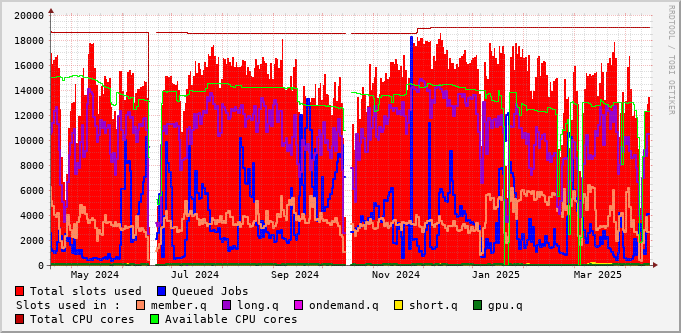 20000
18000
16000
14000
12000
10000
8000
6000
4000
2000
0
May 2024 Jul 2024 Sep 2024 Nov 2024 Jan 2025 Mar 2025
Total slots used Queued Jobs
Slots used in : member.q long.q ondemand.q short.q gpu.q
Total CPU cores Available CPU cores
RRDTOOL / TOBI OETIKER